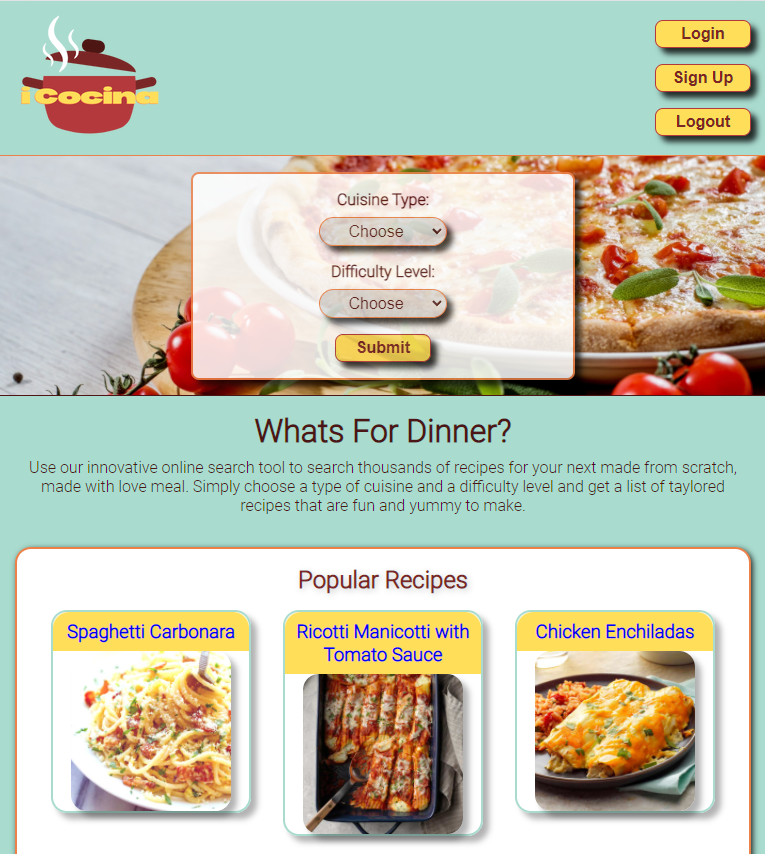 i Cocina
Login
Sign Up
Logout
Cuisine Type:
Choose
Difficulty Level:
Choose
Submit
Whats For Dinner?
Use our innovative online search tool to search thousands of recipes for your next made from scratch,
made with love meal. Simply choose a type of cuisine and a difficulty level and get a list of taylored
recipes that are fun and yummy to make.
Popular Recipes
Spaghetti Carbonara
Ricotti Manicotti with
Tomato Sauce
Chicken Enchiladas